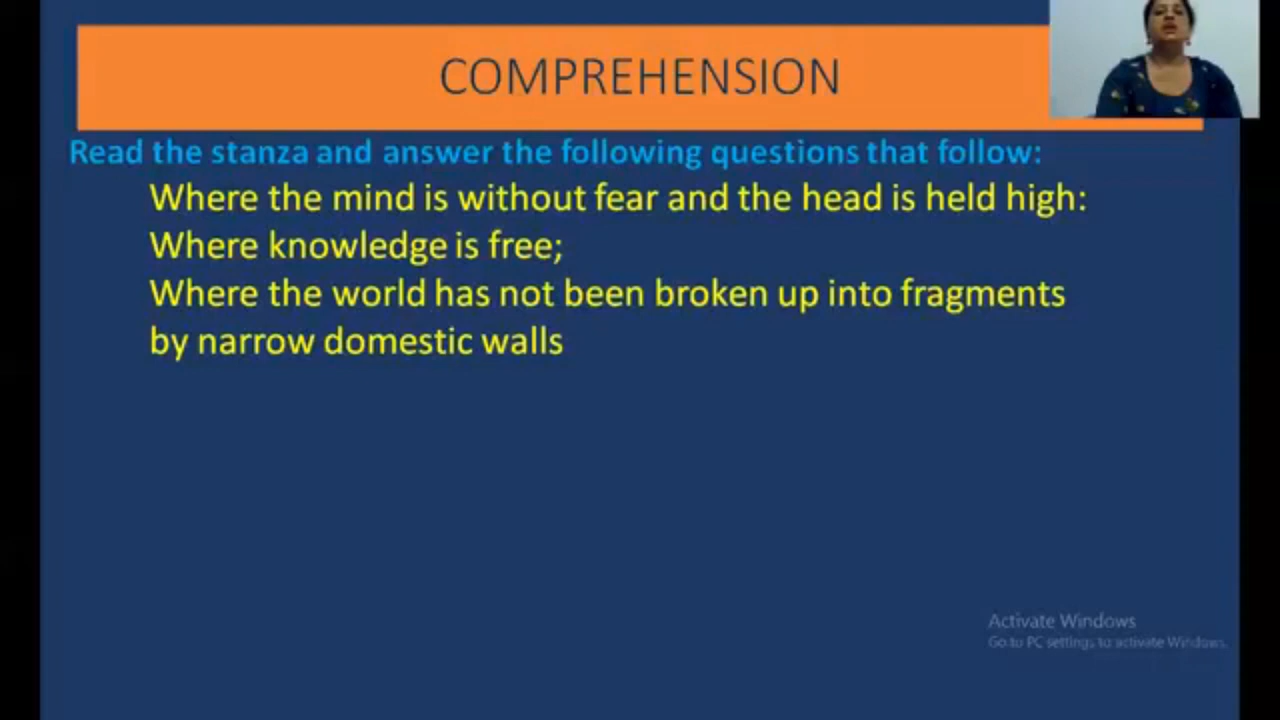 COMPREHENSION
Read the stanza and answer the following questions that follow:
Where the mind is without fear and the head is held high:
Where knowledge is free;
Where the world has not been broken up into fragments
by narrow domestic walls
Activate Windows
Go to PC settings to activate Windows.